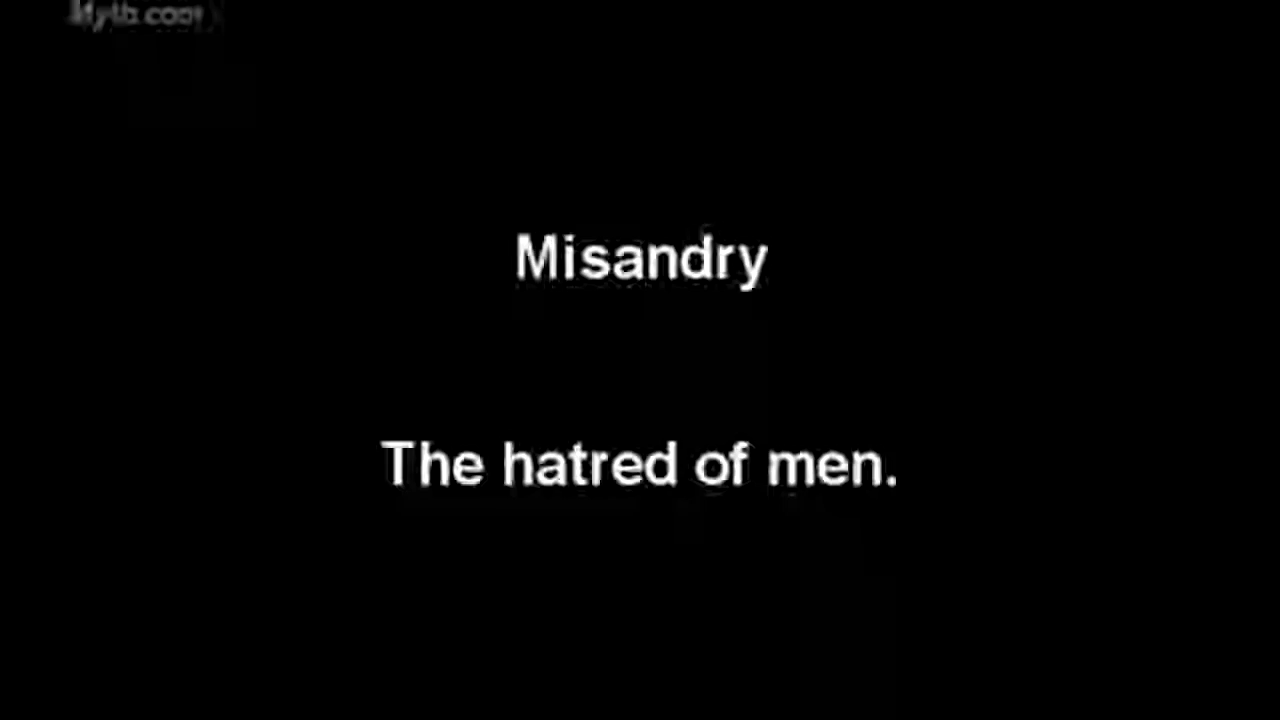 Misandry
The hatred of men.